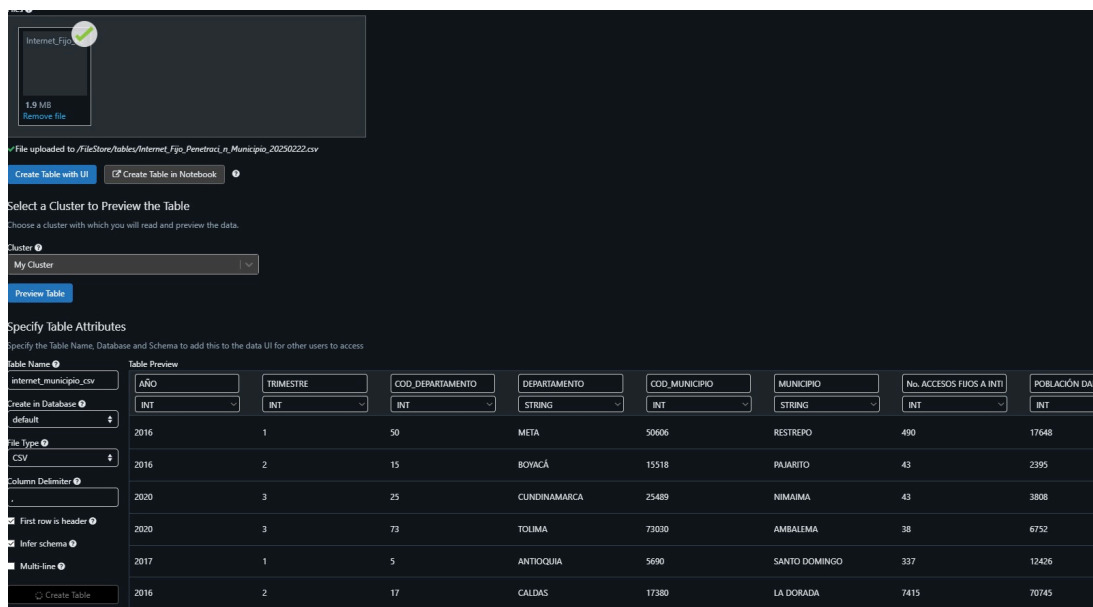 Internet_Fijo_
1.9 MB
Remove file
File uploaded to /FileStore/tables/Internet_Fijo_Penetraci_n_Municipio_20250222.csv
Create Table with UI
Create Table in Notebook
Select a Cluster to Preview the Table
Choose a cluster with which you will read and preview the data.
Cluster
My Cluster
Preview Table
Specify Table Attributes
Specify the Table Name, Database and Schema to add this to the data UI for other users to access
Table Name
internet_municipio_csv
Create in Database
default
File Type
CSV
Column Delimiter
,
First row is header
Infer schema
Multi-line
Create Table
Table Preview
AÑO TRIMESTRE COD_DEPARTAMENTO DEPARTAMENTO COD_MUNICIPIO MUNICIPIO No. ACCESOS FIJOS A INTI POBLACIÓN DA
INT INT INT STRING INT STRING INT INT
2016 1 50 META 50606 RESTREPO 490 17648
2016 2 15 BOYACÁ 15518 PAJARITO 43 2395
2020 3 25 CUNDINAMARCA 25489 NIMAIMA 43 3808
2020 3 73 TOLIMA 73030 AMBALEMA 38 6752
2017 1 5 ANTIOQUIA 5690 SANTO DOMINGO 337 12426
2016 2 17 CALDAS 17380 LA DORADA 7415 70745